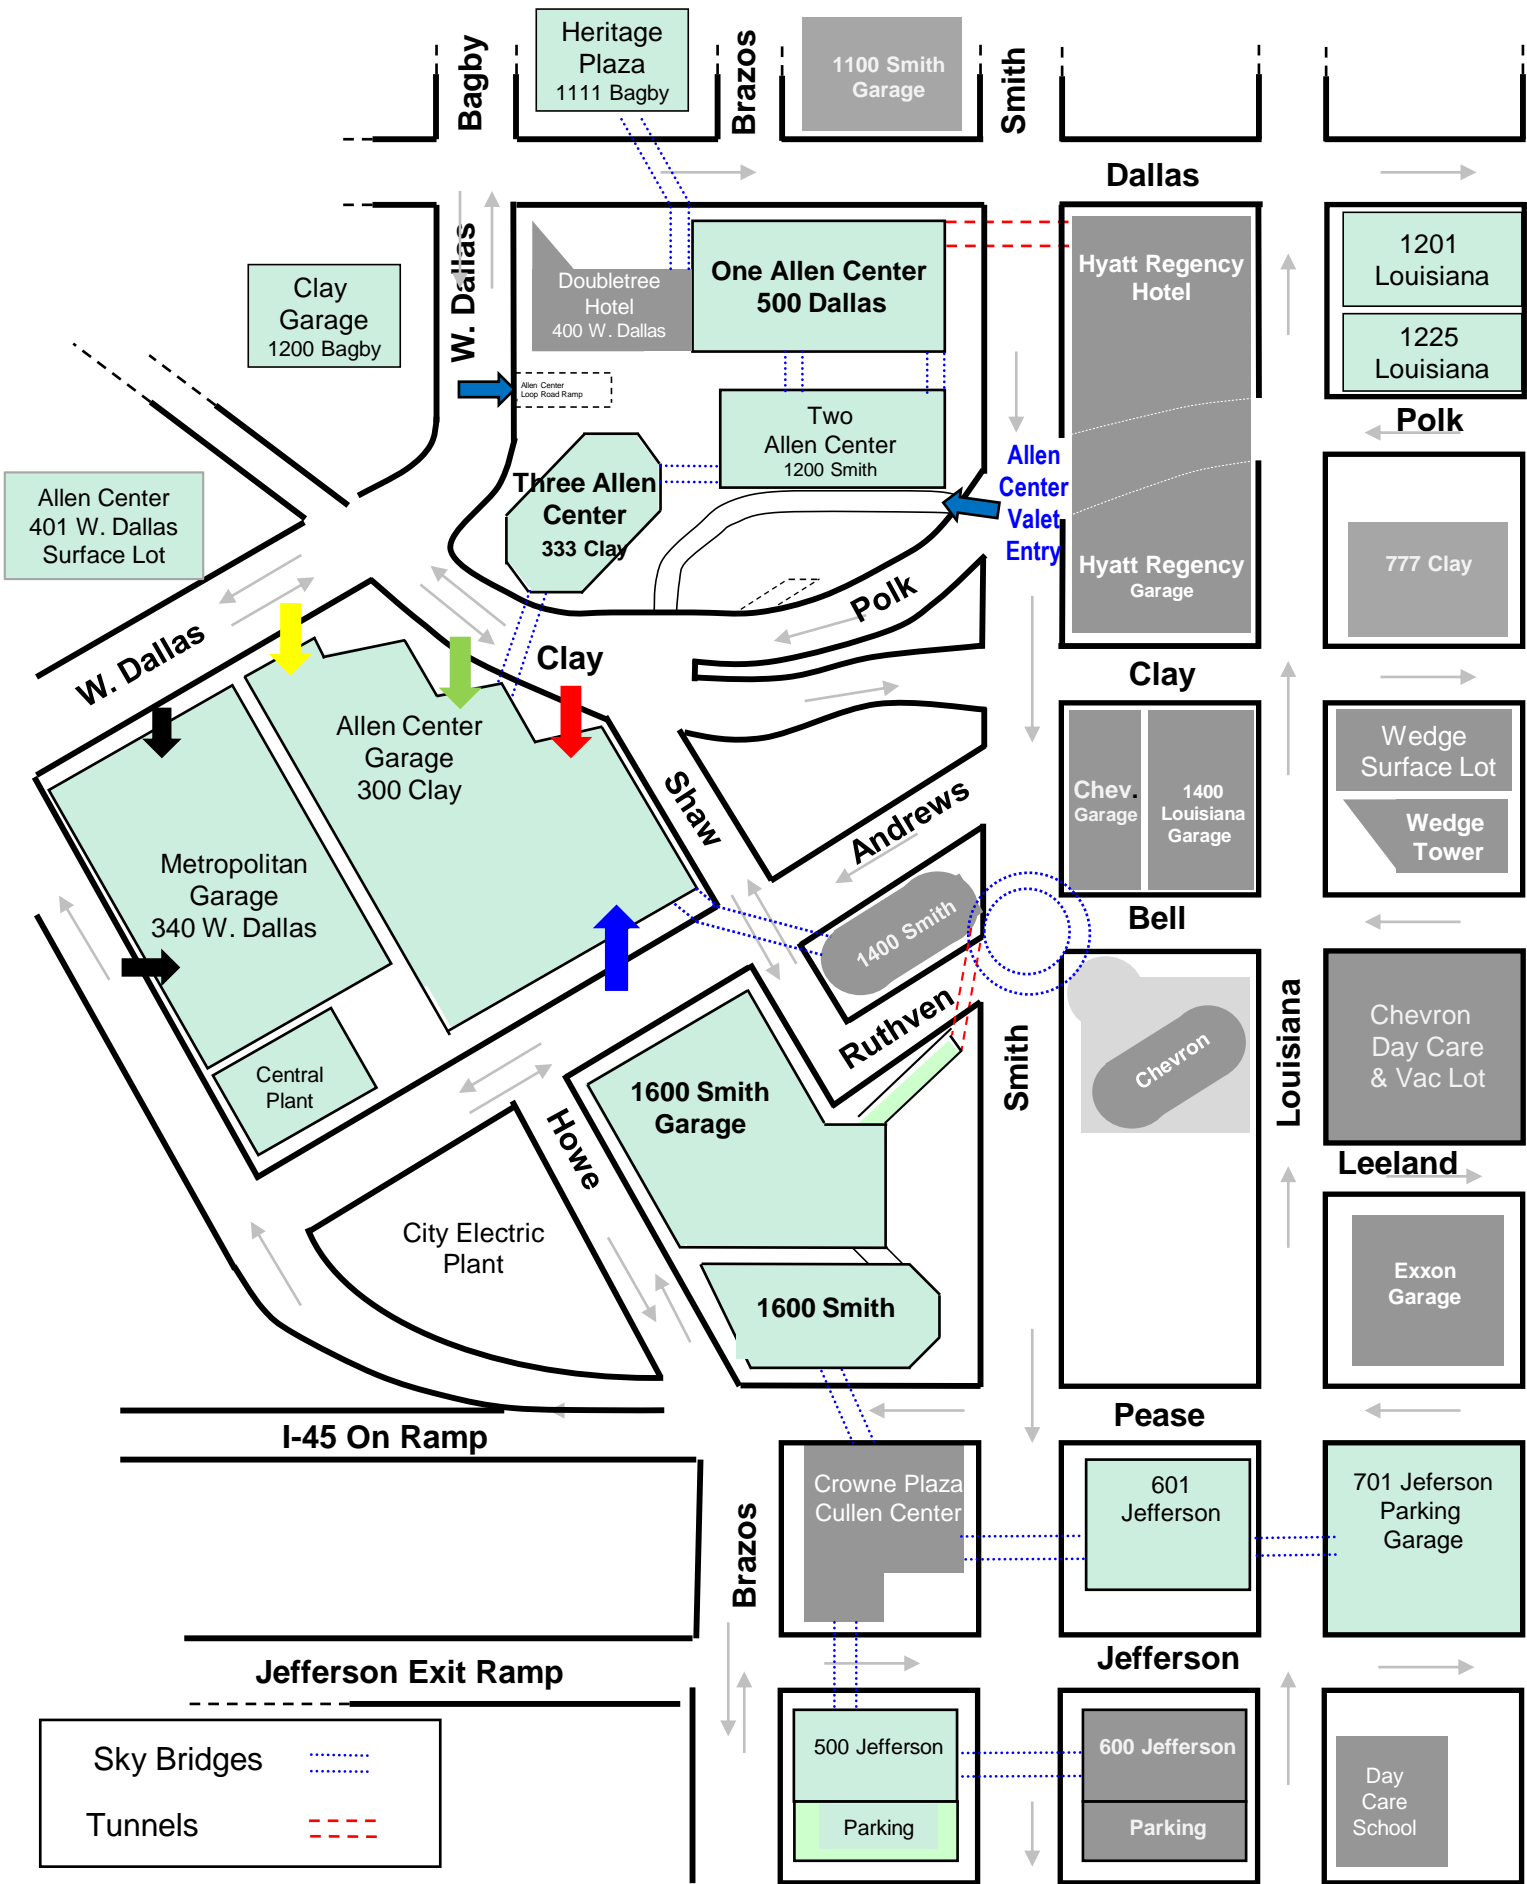 Bagby
Heritage
Plaza
1111 Bagby
Brazos
1100 Smith
Garage
Smith
Dallas
W. Dallas
Clay
Garage
1200 Bagby
Doubletree
Hotel
400 W. Dallas
One Allen Center
500 Dallas
Hyatt Regency
Hotel
1201
Louisiana
1225
Louisiana
Allen Center
Loop Road Ramp
Two
Allen Center
1200 Smith
Polk
Allen
Center
Valet
Entry
Three Allen
Center
333 Clay
Allen Center
401 W. Dallas
Surface Lot
Hyatt Regency
Garage
777 Clay
Polk
W. Dallas
Clay
Clay
Allen Center
Garage
300 Clay
Shaw
Andrews
Chev.
Garage
1400
Louisiana
Garage
Wedge
Surface Lot
Wedge
Tower
Metropolitan
Garage
340 W. Dallas
1400 Smith
Bell
Ruthven
Smith
Chevron
Louisiana
Chevron
Day Care
& Vac Lot
Central
Plant
1600 Smith
Garage
Howe
Leeland
City Electric
Plant
1600 Smith
Exxon
Garage
I-45 On Ramp
Pease
Brazos
Crowne Plaza
Cullen Center
601
Jefferson
701 Jeferson
Parking
Garage
Jefferson Exit Ramp
Jefferson
Sky Bridges
Tunnels
500 Jefferson
Parking
600 Jefferson
Parking
Day
Care
School